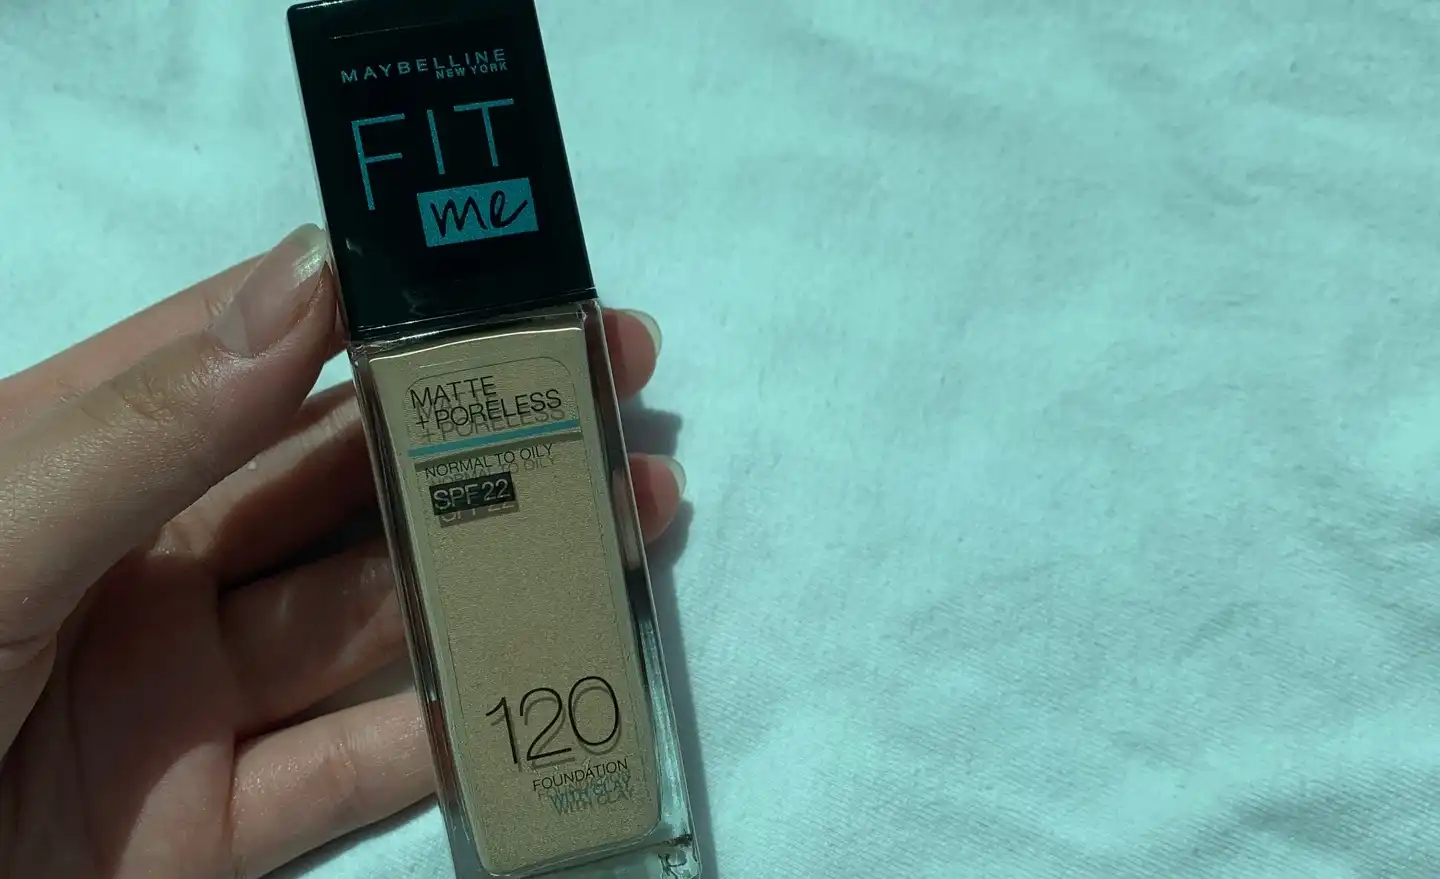 MAYBELLINE
NEW YORK
FIT
me
MATTE
+PORELESS
NORMAL TO OILY
SPF 22
120
FOUNDATION
WITH CLAY